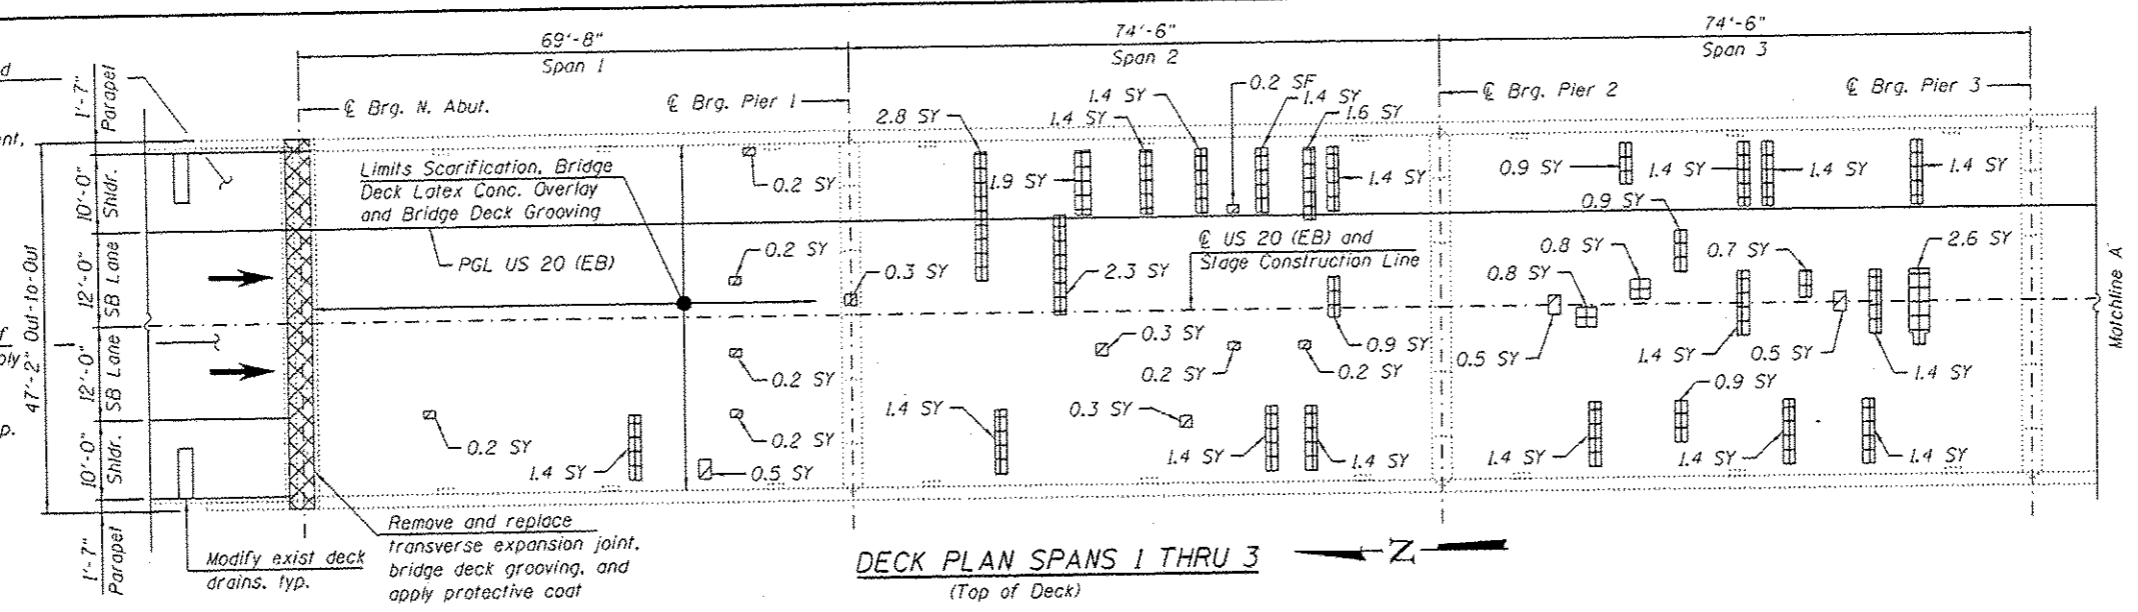 69'-8"
Span 1
74'-6"
Span 2
74'-6"
Span 3
1'-7"
Parapet
℄ Brg. N. Abut.
℄ Brg. Pier 1
℄ Brg. Pier 2
℄ Brg. Pier 3
Limits Scarification, Bridge
Deck Latex Conc. Overlay
and Bridge Deck Grooving
PGL US 20 (EB)
0.2 SY
0.2 SY
0.3 SY
0.2 SY
0.2 SY
0.2 SY
1.4 SY
0.5 SY
2.8 SY
1.9 SY
1.4 SY
1.4 SY
0.2 SF
1.4 SY
1.6 SY
1.4 SY
2.3 SY
℄ US 20 (EB) and
Stage Construction Line
0.3 SY
0.2 SY
0.2 SY
0.9 SY
1.4 SY
0.3 SY
1.4 SY
1.4 SY
0.9 SY
1.4 SY
1.4 SY
1.4 SY
0.9 SY
0.8 SY
0.8 SY
0.7 SY
2.6 SY
0.5 SY
1.4 SY
0.5 SY
1.4 SY
0.9 SY
1.4 SY
1.4 SY
1.4 SY
47'-2" Out-to-Out
10'-0"
Shldr.
12'-0"
SB Lane
12'-0"
SB Lane
10'-0"
Shldr.
1'-7"
Parapet
Matchline A
Modify exist deck
drains, typ.
Remove and replace
transverse expansion joint,
bridge deck grooving, and
apply protective coat
DECK PLAN SPANS 1 THRU 3
(Top of Deck)
Z